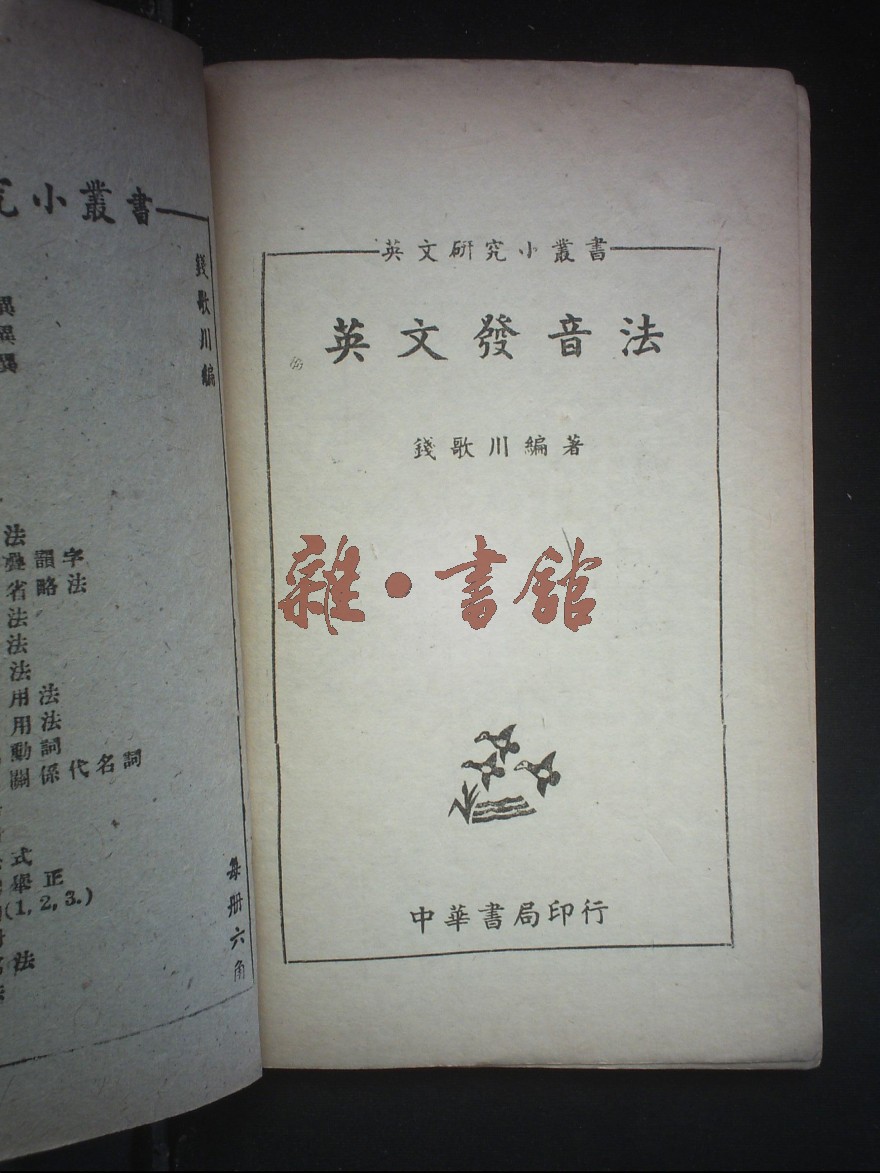 究小叢書
錢歌川編
法
疊韻字
省略法
法
法
法
用法
用法
動詞
關係代名詞
式
舉正
(1, 2, 3.)
法
每册六角
英文研究小叢書
英文發音法
錢歌川編著
雜•書館
中華書局印行